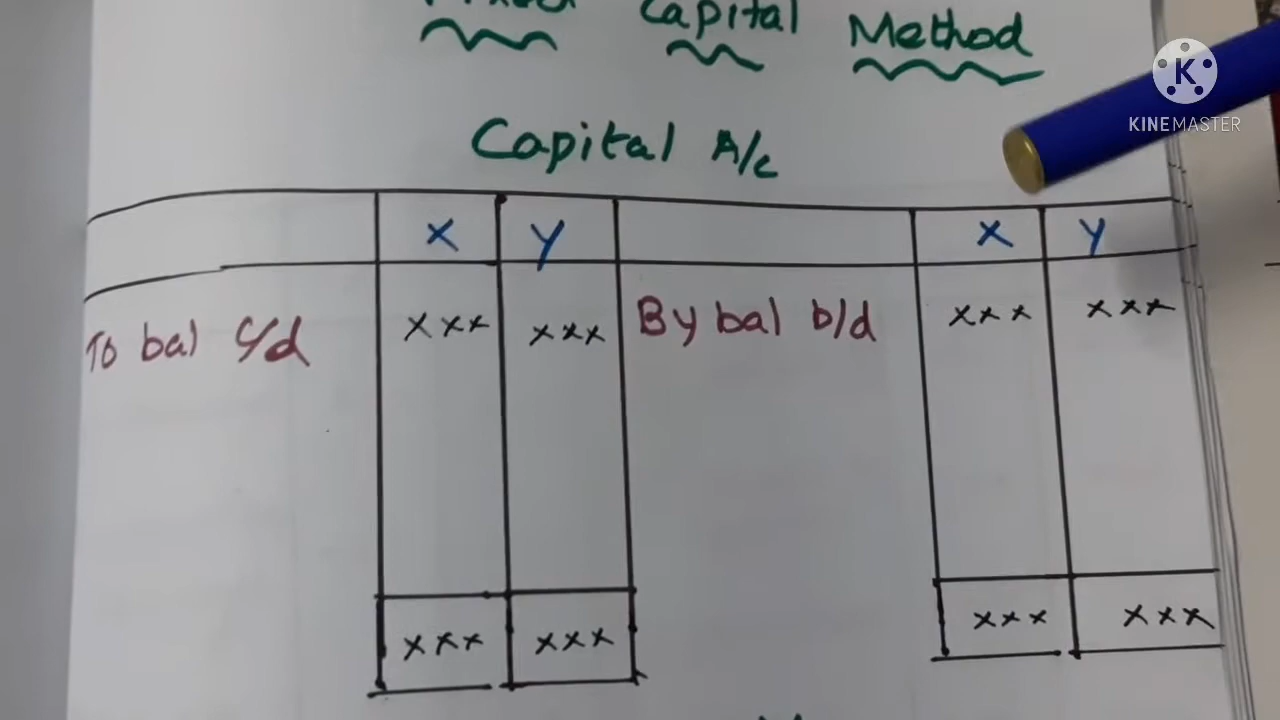 Capital Method
Capital A/c
X Y X Y
To bal c/d xxx xxx By bal b/d xxx xxx
xxx xxx xxx xxx
K
KINEMASTER